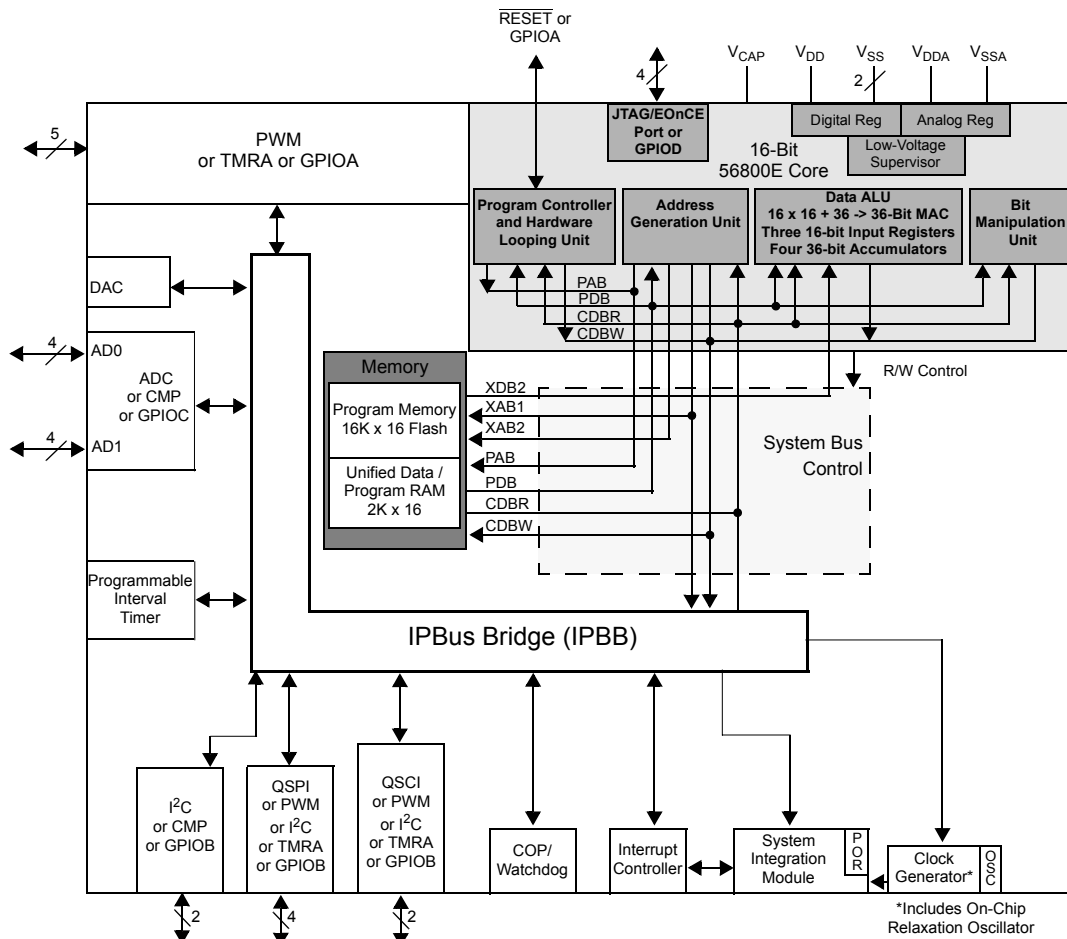 RESET or
GPIOA
4
VCAP
VDD
VSS
VDDA
VSSA
2
5
PWM
or TMRA or GPIOA
JTAG/EOnCE
Port or
GPIOD
Digital Reg
Analog Reg
Low-Voltage
Supervisor
16-Bit
56800E Core
Program Controller
and Hardware
Looping Unit
Address
Generation Unit
Data ALU
16 x 16 + 36 -> 36-Bit MAC
Three 16-bit Input Registers
Four 36-bit Accumulators
Bit
Manipulation
Unit
PAB
PDB
CDBR
CDBW
DAC
4
AD0
ADC
or CMP
or GPIOC
4
AD1
Memory
Program Memory
16K x 16 Flash
Unified Data /
Program RAM
2K x 16
XDB2
XAB1
XAB2
PAB
PDB
CDBR
CDBW
R/W Control
System Bus
Control
Programmable
Interval
Timer
IPBus Bridge (IPBB)
I2C
or CMP
or GPIOB
QSPI
or PWM
or I2C
or TMRA
or GPIOB
QSCI
or PWM
or I2C
or TMRA
or GPIOB
COP/
Watchdog
Interrupt
Controller
System
Integration
Module
POR
Clock
Generator*
OSC
2
4
2
*Includes On-Chip
Relaxation Oscillator